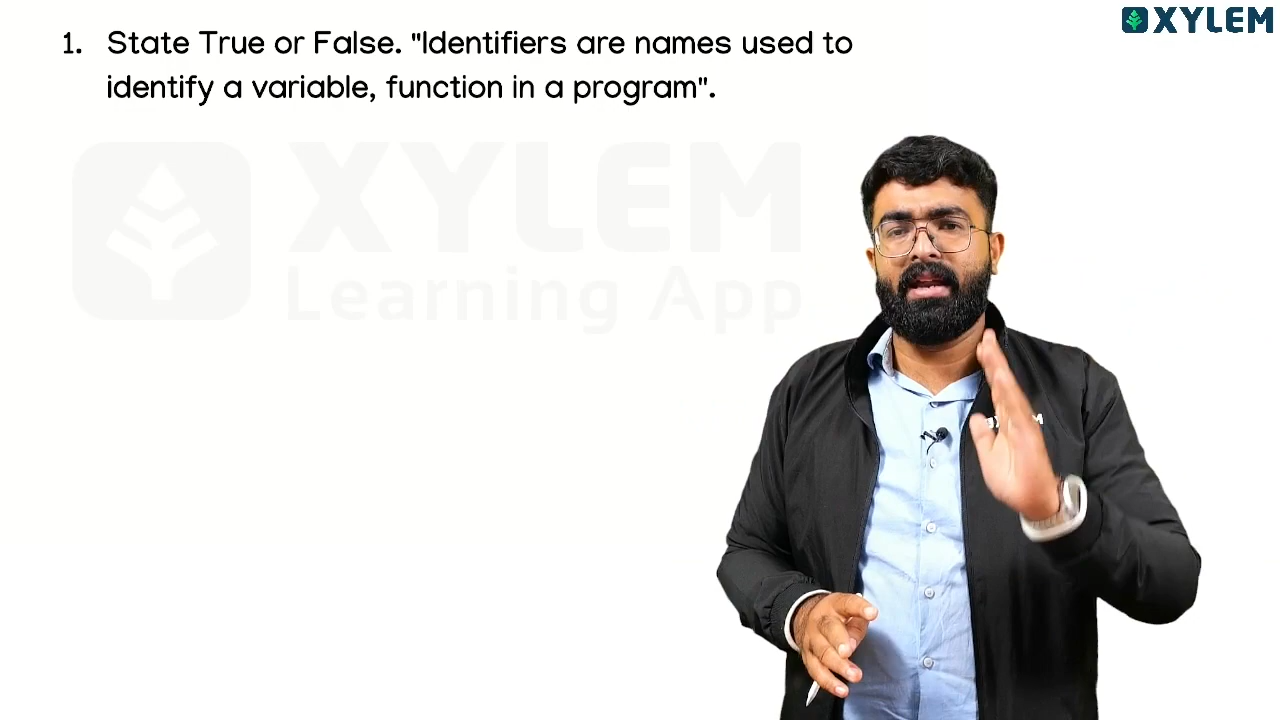 XYLEM
1. State True or False. "Identifiers are names used to
identify a variable, function in a program".
XYLEM
Learning App